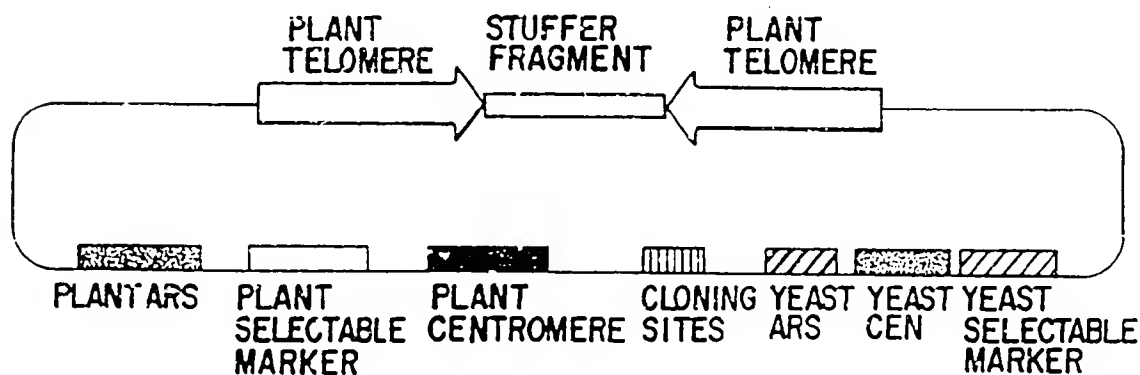 PLANT
TELOMERE
STUFFER
FRAGMENT
PLANT
TELOMERE
PLANT ARS
PLANT
SELECTABLE
MARKER
PLANT
CENTROMERE
CLONING
SITES
YEAST
ARS
YEAST
CEN
YEAST
SELECTABLE
MARKER